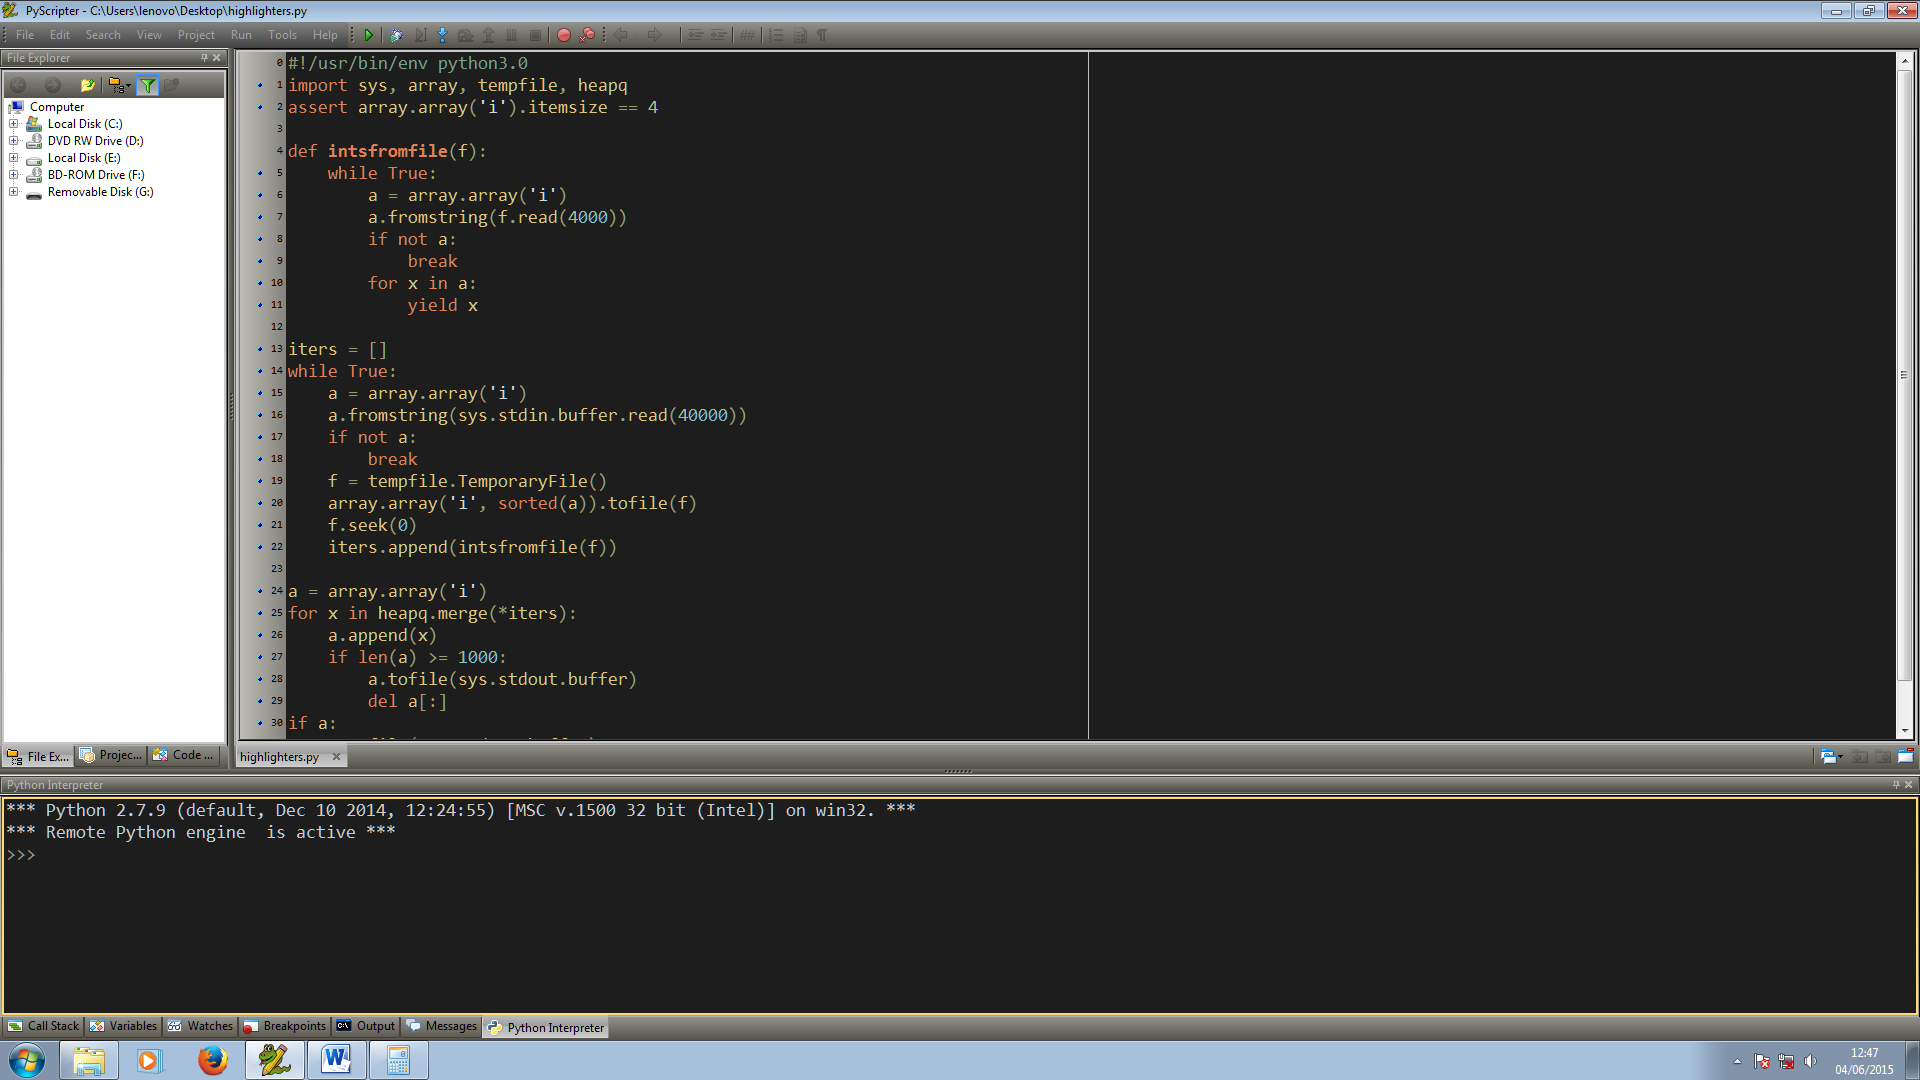 PyScripter - C:\Users\lenovo\Desktop\highlighters.py
File Edit Search View Project Run Tools Help
File Explorer
Computer
Local Disk (C:)
DVD RW Drive (D:)
Local Disk (E:)
BD-ROM Drive (F:)
Removable Disk (G:)
File Ex... Projec... Code ...
0 #!/usr/bin/env python3.0
1 import sys, array, tempfile, heapq
2 assert array.array('i').itemsize == 4
3
4 def intsfromfile(f):
5     while True:
6         a = array.array('i')
7         a.fromstring(f.read(4000))
8         if not a:
9             break
10         for x in a:
11             yield x
12
13 iters = []
14 while True:
15     a = array.array('i')
16     a.fromstring(sys.stdin.buffer.read(40000))
17     if not a:
18         break
19     f = tempfile.TemporaryFile()
20     array.array('i', sorted(a)).tofile(f)
21     f.seek(0)
22     iters.append(intsfromfile(f))
23
24 a = array.array('i')
25 for x in heapq.merge(*iters):
26     a.append(x)
27     if len(a) >= 1000:
28         a.tofile(sys.stdout.buffer)
29         del a[:]
30 if a:
highlighters.py
Python Interpreter
*** Python 2.7.9 (default, Dec 10 2014, 12:24:55) [MSC v.1500 32 bit (Intel)] on win32. ***
*** Remote Python engine  is active ***
>>>
Call Stack Variables Watches Breakpoints Output Messages Python Interpreter
12:47
04/06/2015